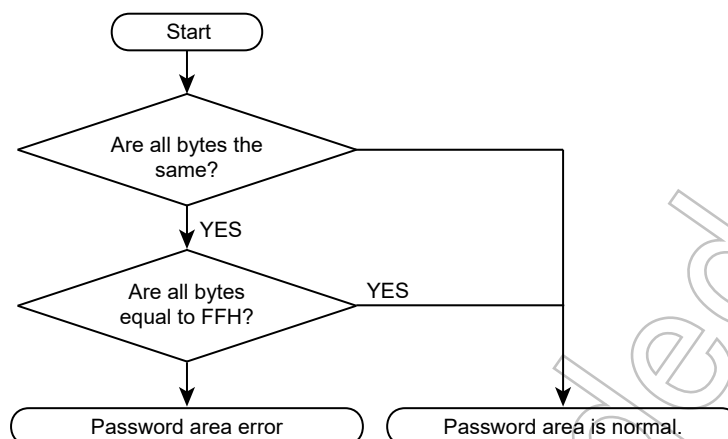 Start
Are all bytes the
same?
YES
Are all bytes
equal to FFH?
YES
Password area error
Password area is normal.